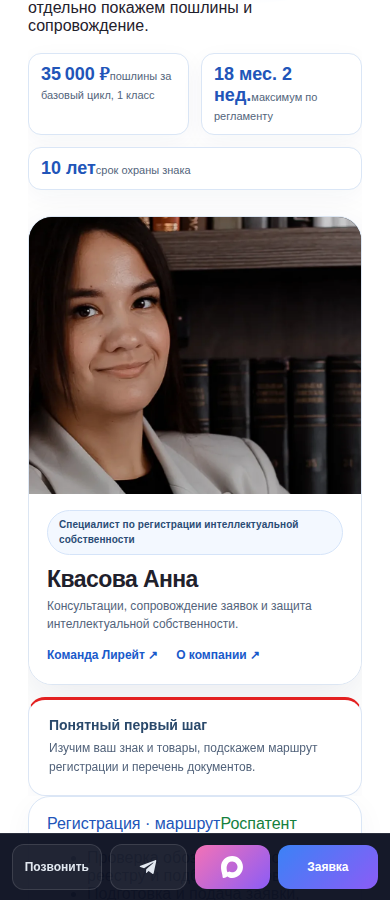 отдельно покажем пошлины и
сопровождение.
35 000 ₽пошлины за
базовый цикл, 1 класс
18 мес. 2
нед.максимум по
регламенту
10 летсрок охраны знака
Специалист по регистрации интеллектуальной
собственности
Квасова Анна
Консультации, сопровождение заявок и защита
интеллектуальной собственности.
Команда Лирейт ↗ О компании ↗
Понятный первый шаг
Изучим ваш знак и товары, подскажем маршрут
регистрации и перечень документов.
Регистрация · маршрутРоспатент
Позвонить
Заявка